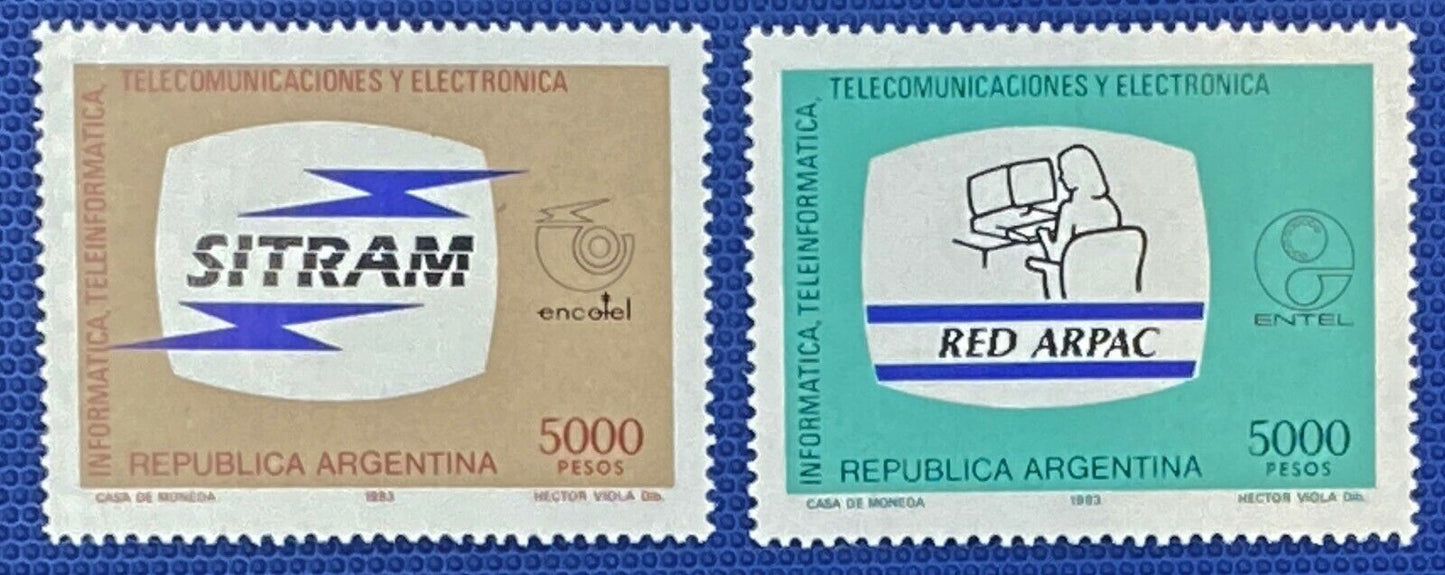 INFORMATICA, TELEINFORMATICA,
TELECOMUNICACIONES Y ELECTRONICA
SITRAM
encotel
5000
PESOS
REPUBLICA ARGENTINA
CASA DE MONEDA 1983 HECTOR VIOLA Dib.
INFORMATICA, TELEINFORMATICA,
TELECOMUNICACIONES Y ELECTRONICA
RED ARPAC
ENTEL
5000
PESOS
REPUBLICA ARGENTINA
CASA DE MONEDA 1983 HECTOR VIOLA Dib.